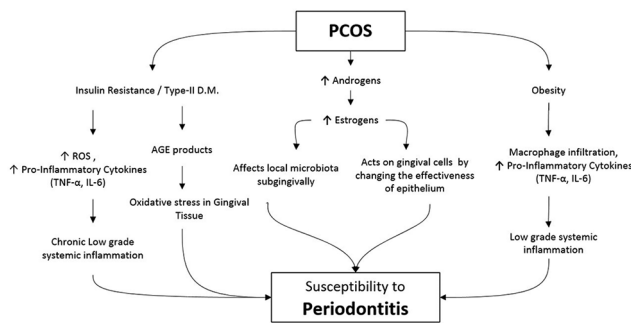 PCOS
Insulin Resistance / Type-II D.M.
↑ ROS ,
↑ Pro-Inflammatory Cytokines
(TNF-α, IL-6)
Chronic Low grade
systemic inflammation
AGE products
Oxidative stress in Gingival
Tissue
↑ Androgens
↑ Estrogens
Affects local microbiota
subgingivally
Acts on gingival cells by
changing the effectiveness
of epithelium
Obesity
Macrophage infiltration,
↑ Pro-Inflammatory Cytokines
(TNF-α, IL-6)
Low grade systemic
inflammation
Susceptibility to
Periodontitis